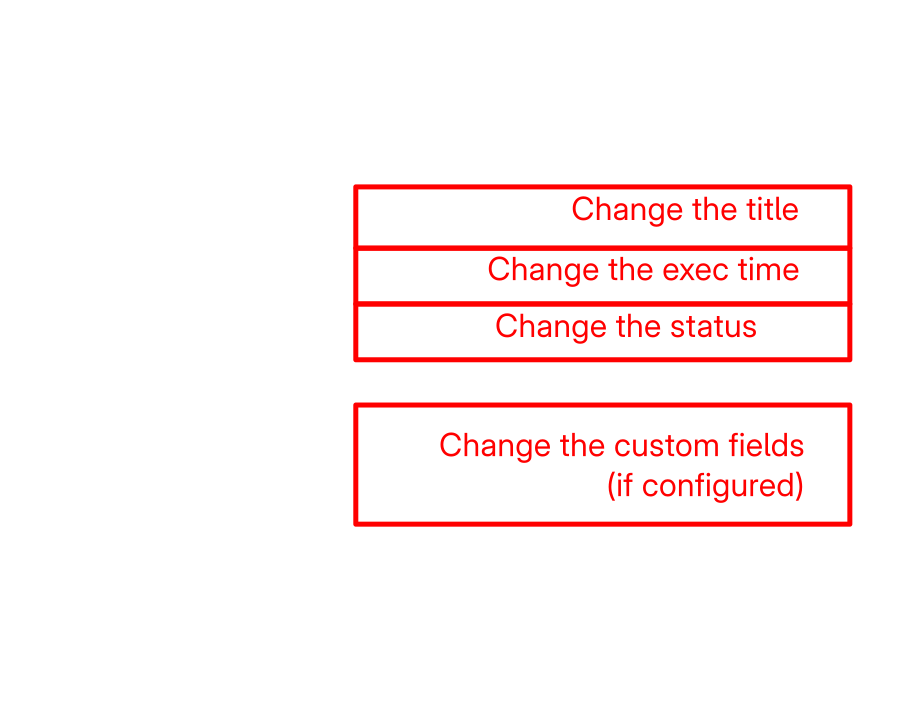 Change the title
Change the exec time
Change the status
Change the custom fields
(if configured)